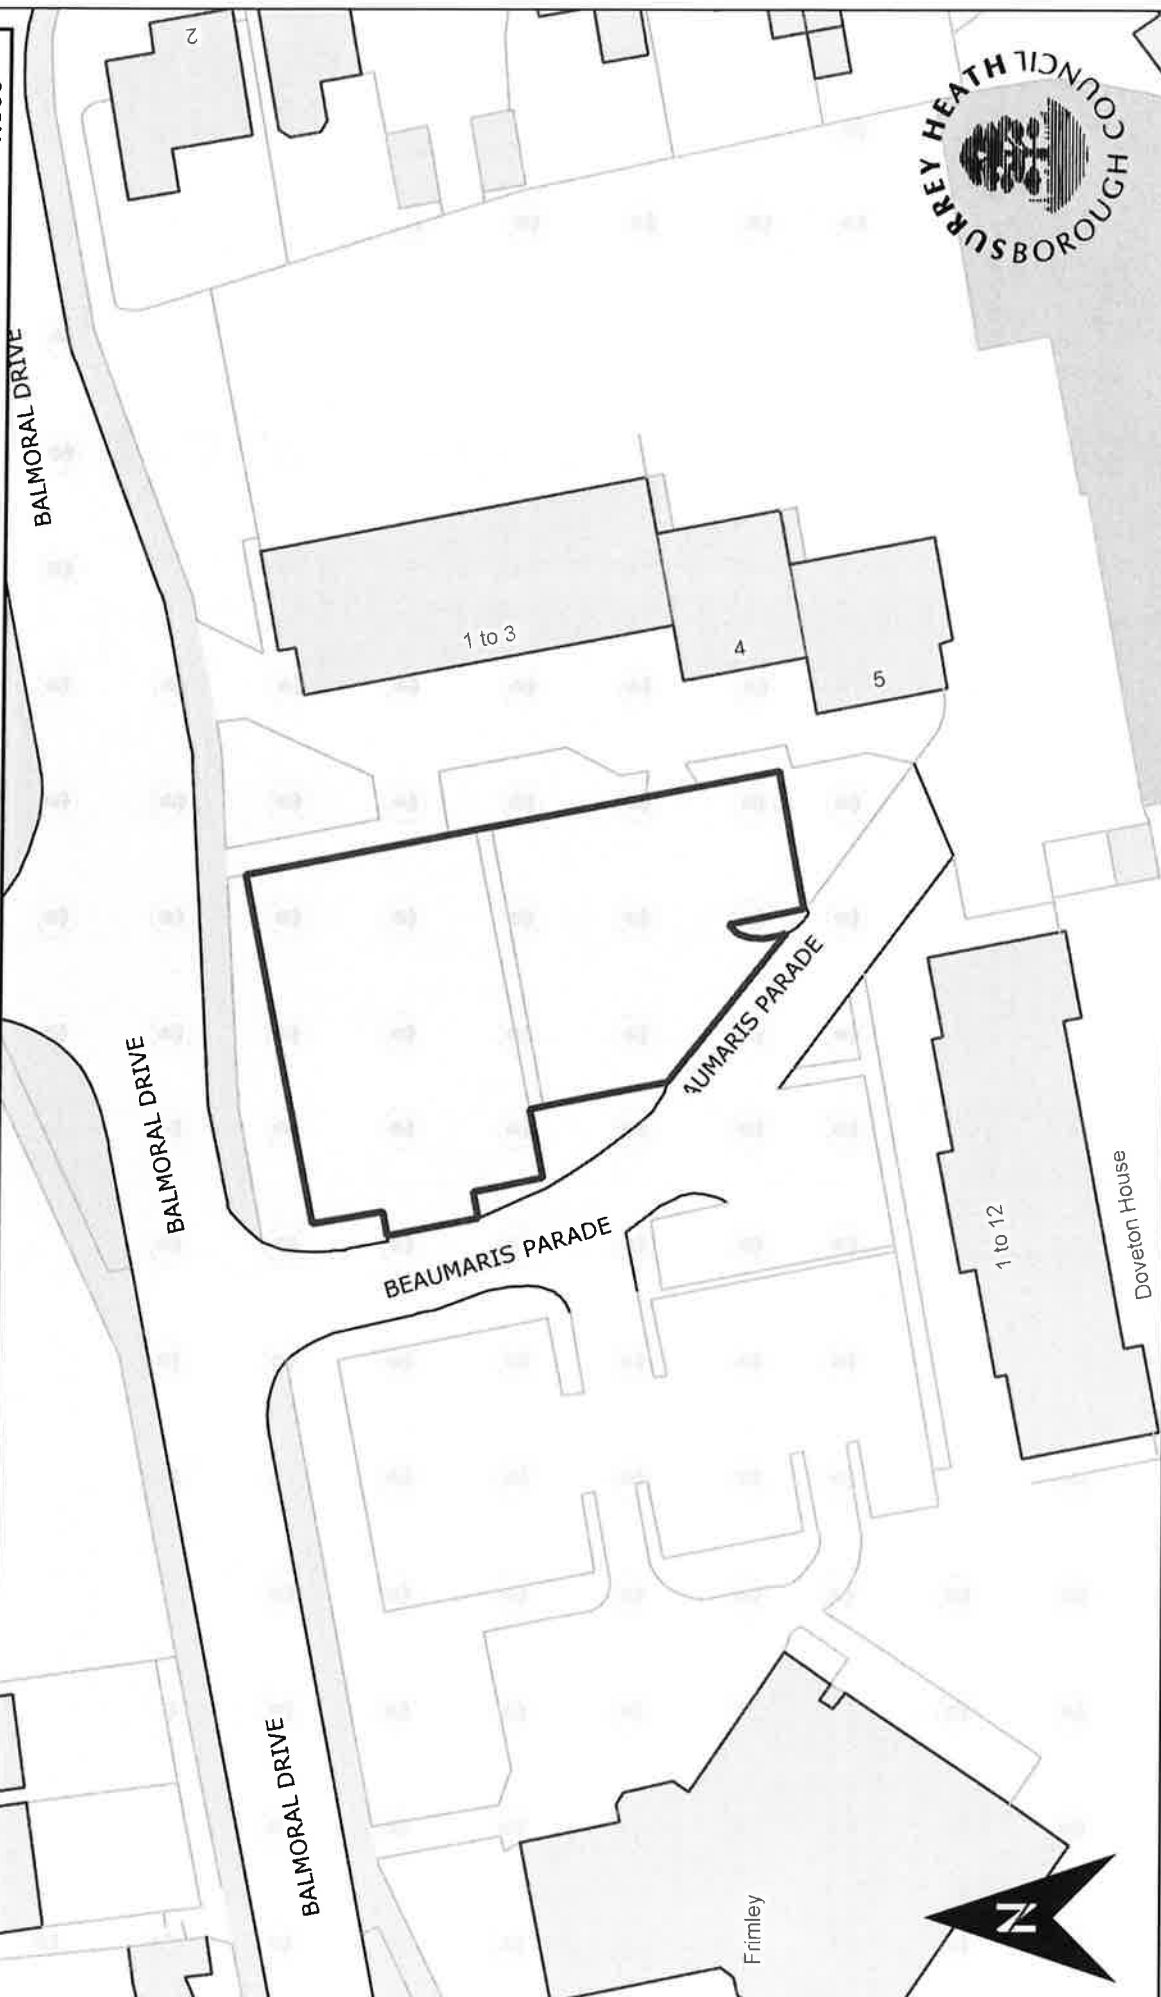 2
SURREY HEATH
BOROUGH COUNCIL
BALMORAL DRIVE
1 to 3
4
5
AUMARIS PARADE
BALMORAL DRIVE
BEAUMARIS PARADE
1 to 12
Doveton House
BALMORAL DRIVE
Frimley
N